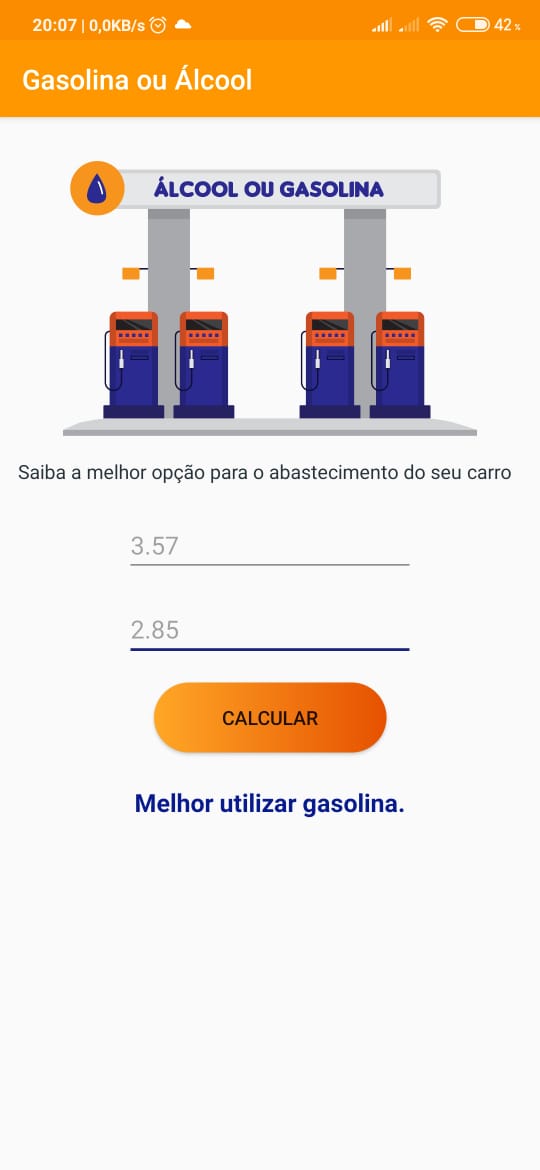 20:07 | 0,0KB/s 42 %
Gasolina ou Álcool
ÁLCOOL OU GASOLINA
Saiba a melhor opção para o abastecimento do seu carro
3.57
2.85
CALCULAR
Melhor utilizar gasolina.